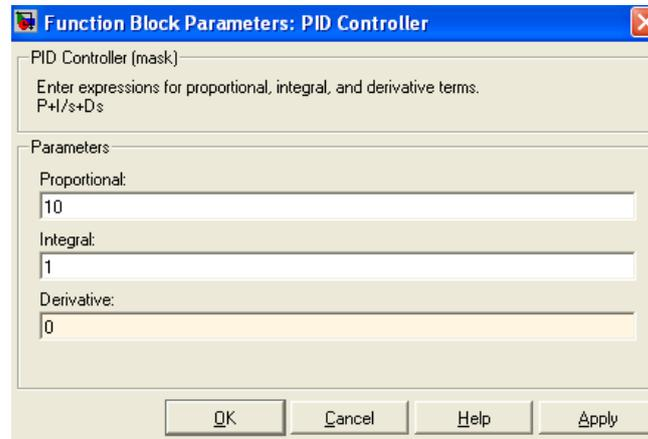 Function Block Parameters: PID Controller
PID Controller (mask)
Enter expressions for proportional, integral, and derivative terms.
P+I/s+Ds
Parameters
Proportional:
10
Integral:
1
Derivative:
0
OK Cancel Help Apply